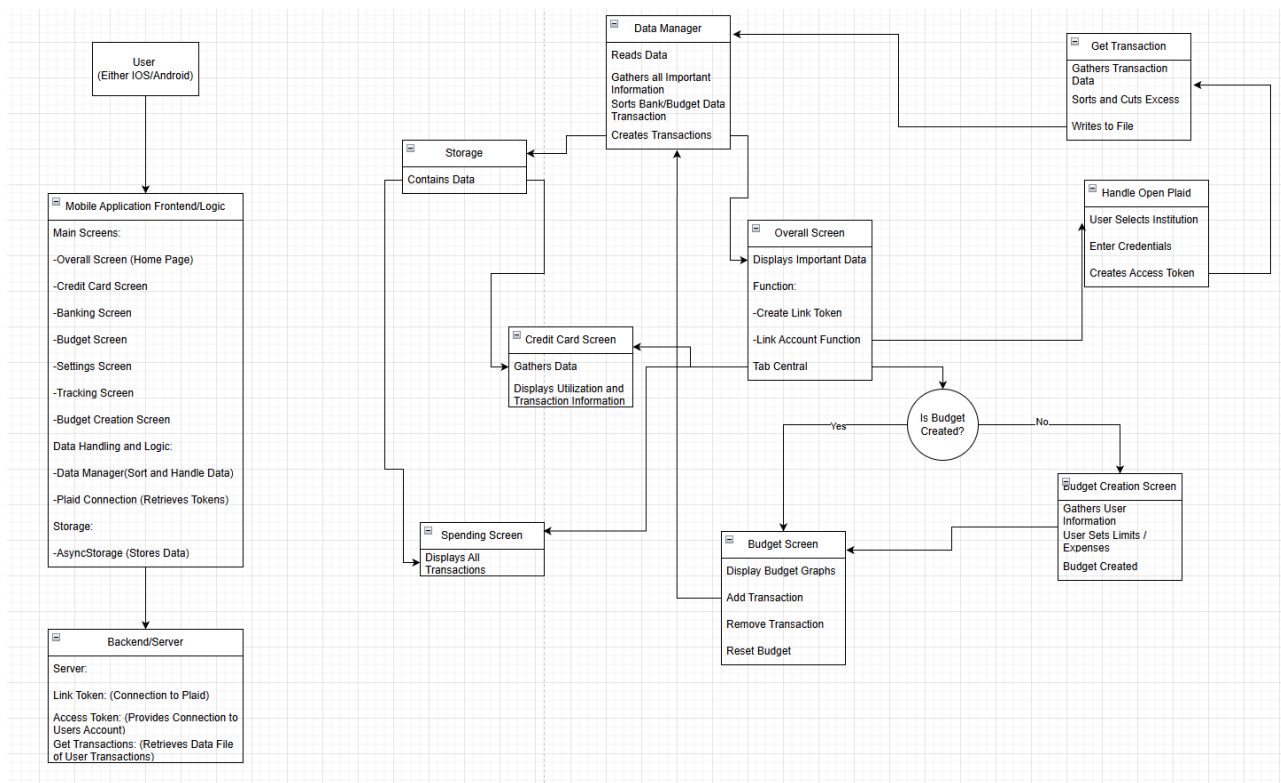 User
(Either IOS/Android)
Mobile Application Frontend/Logic
Main Screens:
-Overall Screen (Home Page)
-Credit Card Screen
-Banking Screen
-Budget Screen
-Settings Screen
-Tracking Screen
-Budget Creation Screen
Data Handling and Logic:
-Data Manager(Sort and Handle Data)
-Plaid Connection (Retrieves Tokens)
Storage:
-AsyncStorage (Stores Data)
Backend/Server
Server:
Link Token: (Connection to Plaid)
Access Token: (Provides Connection to
Users Account)
Get Transactions: (Retrieves Data File
of User Transactions)
Data Manager
Reads Data
Gathers all Important
Information
Sorts Bank/Budget Data
Transaction
Creates Transactions
Storage
Contains Data
Get Transaction
Gathers Transaction
Data
Sorts and Cuts Excess
Writes to File
Handle Open Plaid
User Selects Institution
Enter Credentials
Creates Access Token
Overall Screen
Displays Important Data
Function:
-Create Link Token
-Link Account Function
Tab Central
Credit Card Screen
Gathers Data
Displays Utilization and
Transaction Information
Is Budget
Created?
Yes
No
Budget Creation Screen
Gathers User
Information
User Sets Limits /
Expenses
Budget Created
Spending Screen
Displays All
Transactions
Budget Screen
Display Budget Graphs
Add Transaction
Remove Transaction
Reset Budget